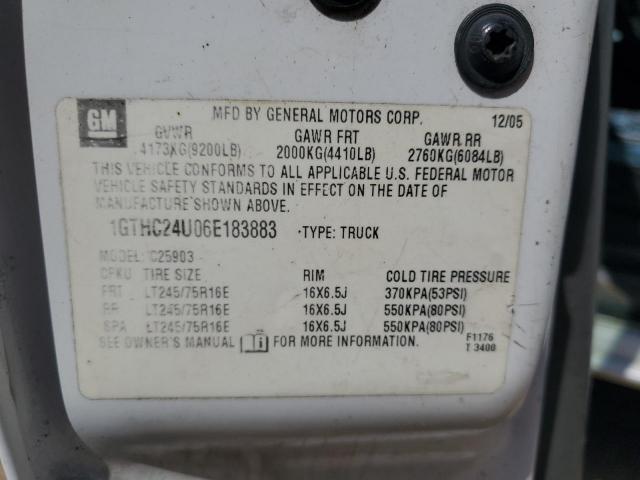 GM MFD BY GENERAL MOTORS CORP. 12/05
GVWR GAWR FRT GAWR RR
4173KG(9200LB) 2000KG(4410LB) 2760KG(6084LB)
THIS VEHICLE CONFORMS TO ALL APPLICABLE U.S. FEDERAL MOTOR
VEHICLE SAFETY STANDARDS IN EFFECT ON THE DATE OF
MANUFACTURE SHOWN ABOVE.
1GTHC24U06E183883 TYPE: TRUCK
MODEL: C25903
TIRE SIZE RIM COLD TIRE PRESSURE
FRT LT245/75R16E 16X6.5J 370KPA(53PSI)
RR LT245/75R16E 16X6.5J 550KPA(80PSI)
SPA LT245/75R16E 16X6.5J 550KPA(80PSI)
SEE OWNER'S MANUAL i FOR MORE INFORMATION.
F1176
T 3400